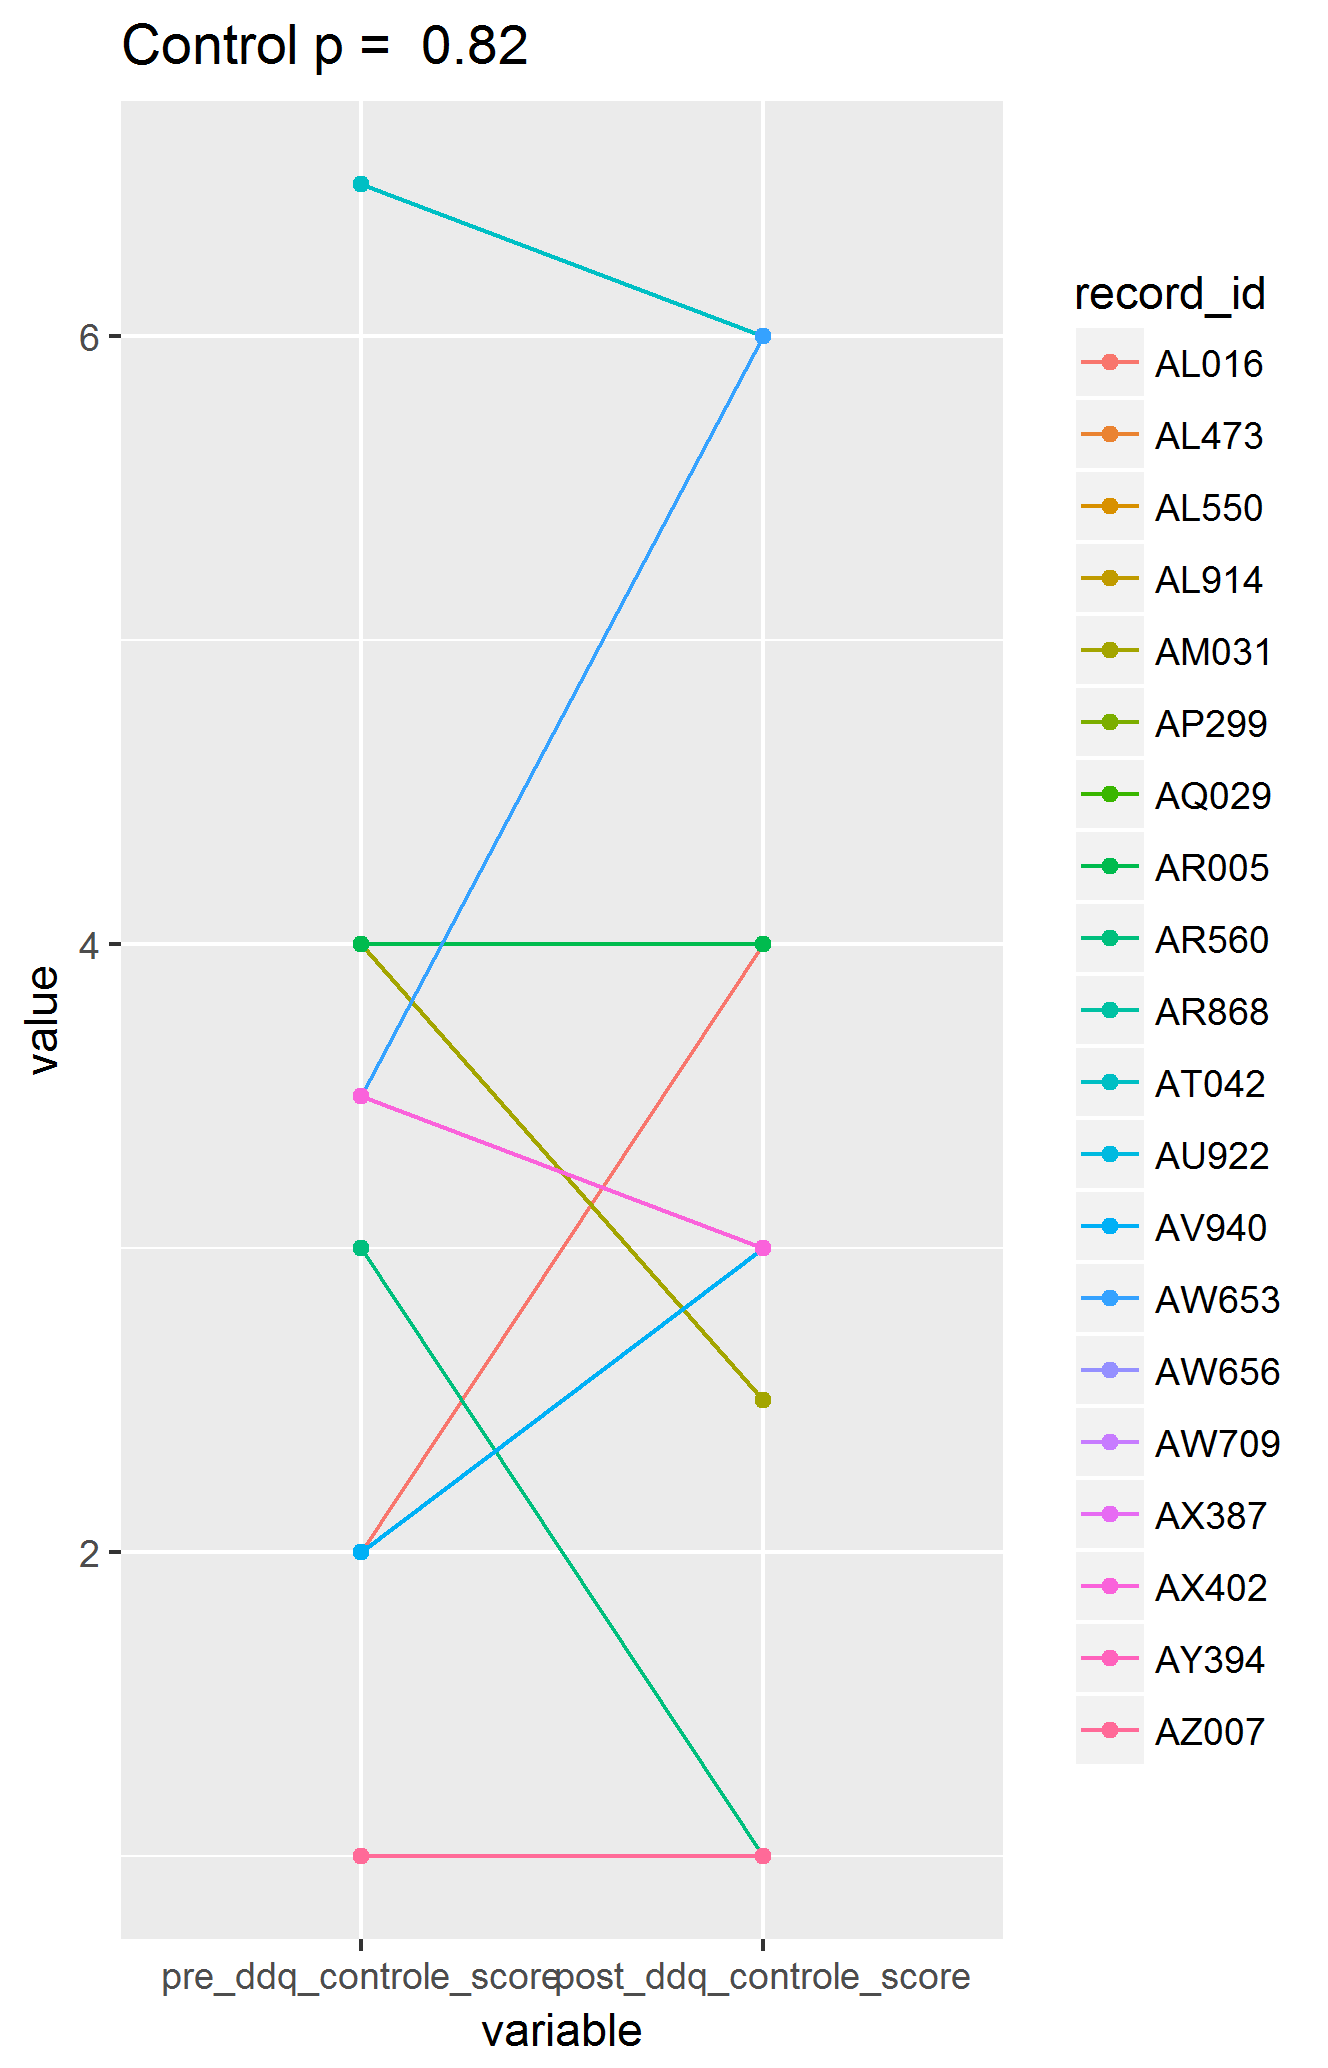 Control p =  0.82
value
6
4
2
pre_ddq_controle_score
post_ddq_controle_score
variable
record_id
AL016
AL473
AL550
AL914
AM031
AP299
AQ029
AR005
AR560
AR868
AT042
AU922
AV940
AW653
AW656
AW709
AX387
AX402
AY394
AZ007